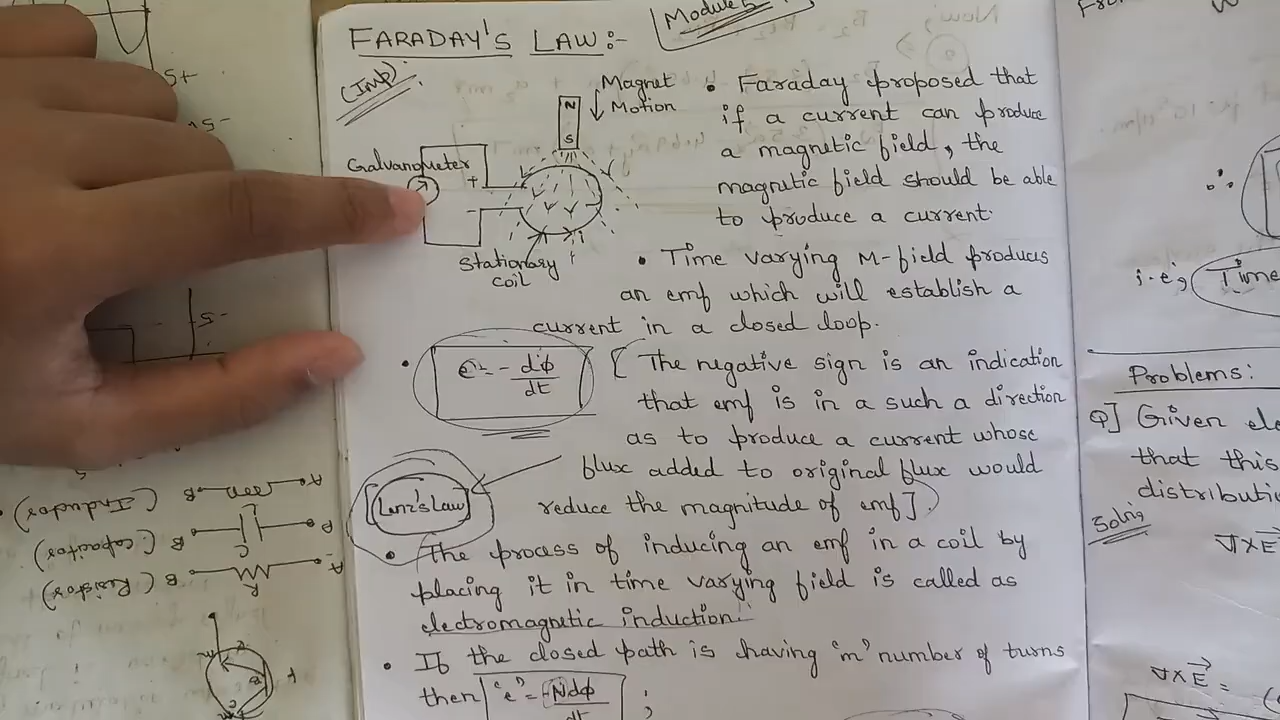 Module 5
FARADAY'S LAW :-
(Imp)
Magnet
Motion
N
S
Galvanometer
+
-
Stationary
coil
• Faraday proposed that
if a current can produce
a magnetic field, the
magnetic field should be able
to produce a current.
• Time varying M-field produces
an emf which will establish a
current in a closed loop.
• e = - dφ/dt
[The negative sign is an indication
that emf is in a such a direction
as to produce a current whose
flux added to original flux would
reduce the magnitude of emf].
[Lenz's law]
• The process of inducing an emf in a coil by
placing it in time varying field is called as
electromagnetic induction.
• If the closed path is having 'n' number of turns
then 'e' = -Ndφ/dt ;
∴
i.e, Time
Problems:
Q] Given ele
that this
distributi
Soln
∇×E
∇×E =
(Inductor)
A
B
(Capacitor)
B
C
(Resistor)
B
R
A